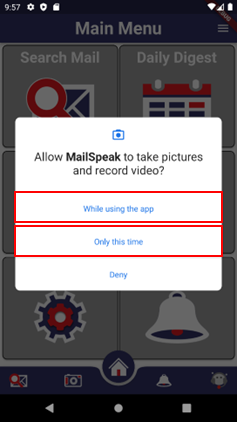 9:57
Main Menu
Search Mail
Daily Digest
Allow MailSpeak to take pictures
and record video?
While using the app
Only this time
Deny